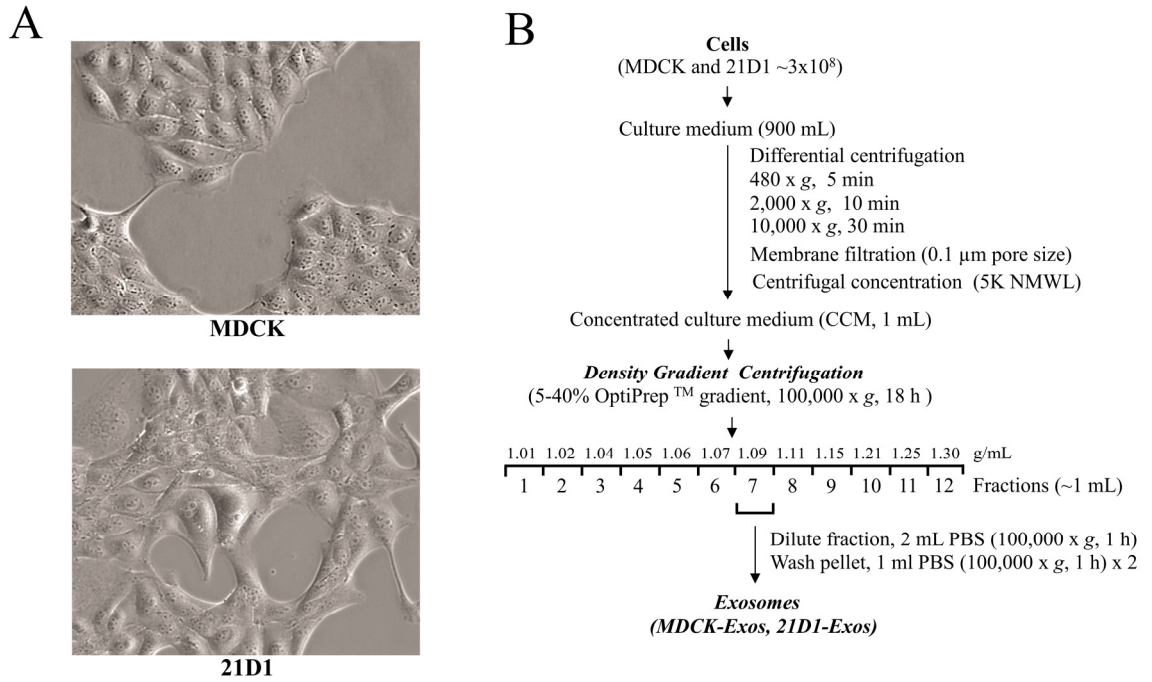 A
MDCK
21D1
B
Cells
(MDCK and 21D1 ~3x10⁸)
Culture medium (900 mL)
Differential centrifugation
480 x g, 5 min
2,000 x g, 10 min
10,000 x g, 30 min
Membrane filtration (0.1 µm pore size)
Centrifugal concentration (5K NMWL)
Concentrated culture medium (CCM, 1 mL)
Density Gradient Centrifugation
(5-40% OptiPrep ™ gradient, 100,000 x g, 18 h )
1.01 1.02 1.04 1.05 1.06 1.07 1.09 1.11 1.15 1.21 1.25 1.30 g/mL
1 2 3 4 5 6 7 8 9 10 11 12 Fractions (~1 mL)
Dilute fraction, 2 mL PBS (100,000 x g, 1 h)
Wash pellet, 1 ml PBS (100,000 x g, 1 h) x 2
Exosomes
(MDCK-Exos, 21D1-Exos)